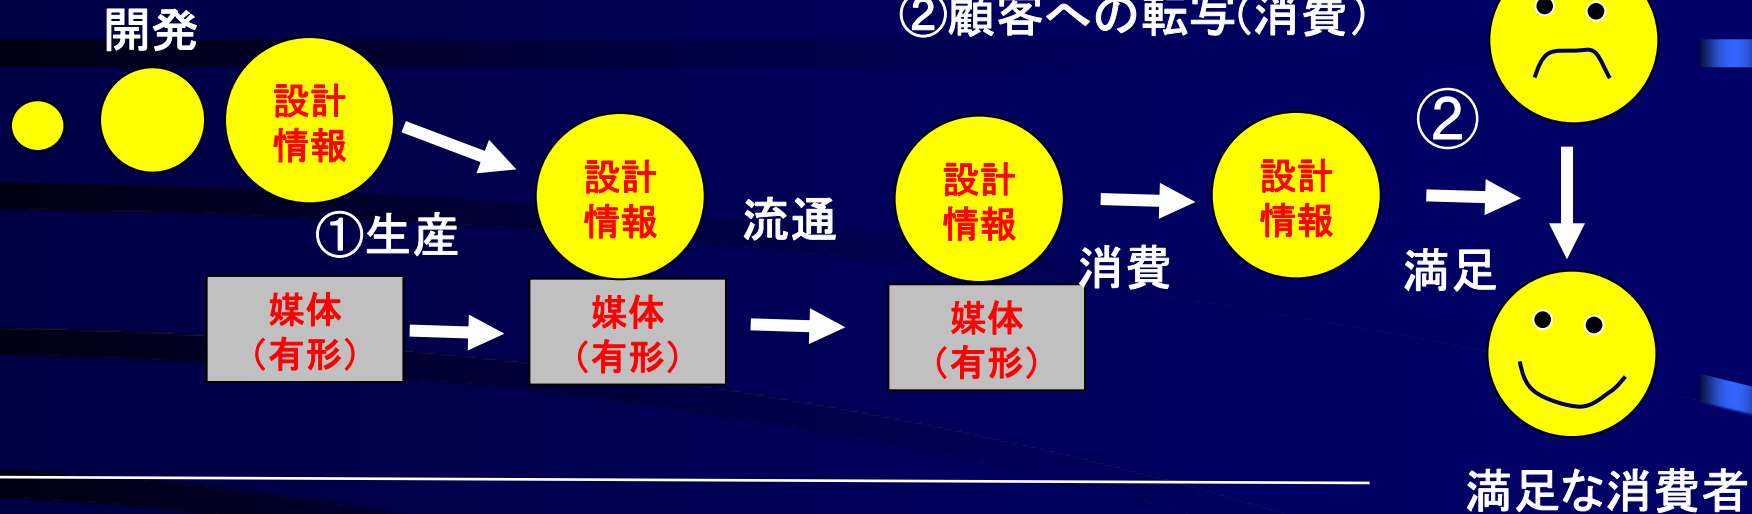 開発
②顧客への転写(消費)
設計
情報
②
設計
情報
設計
情報
設計
情報
①生産
流通
消費
満足
媒体
(有形)
媒体
(有形)
媒体
(有形)
満足な消費者